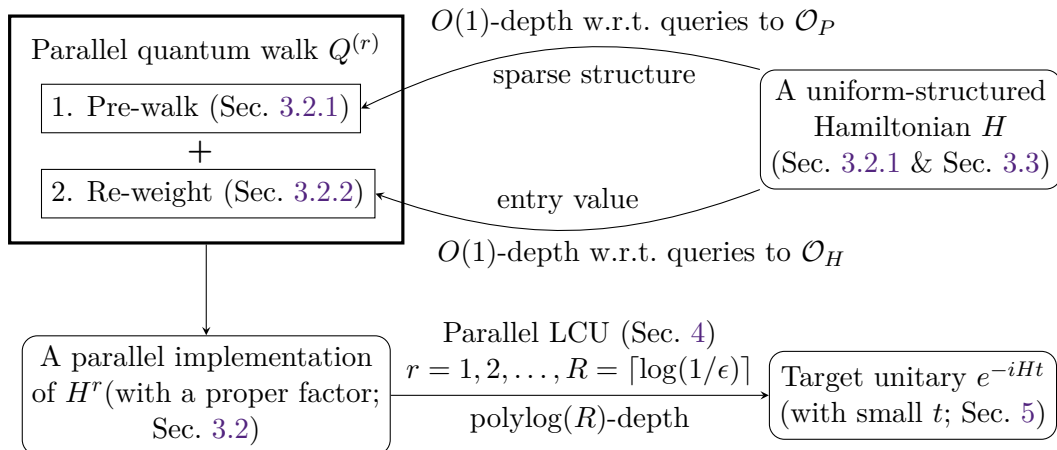 Parallel quantum walk Q^{(r)}
1. Pre-walk (Sec. 3.2.1)
+
2. Re-weight (Sec. 3.2.2)
O(1)-depth w.r.t. queries to 𝒪_P
sparse structure
entry value
O(1)-depth w.r.t. queries to 𝒪_H
A uniform-structured
Hamiltonian H
(Sec. 3.2.1 & Sec. 3.3)
A parallel implementation
of H^r(with a proper factor;
Sec. 3.2)
Parallel LCU (Sec. 4)
r = 1, 2, . . . , R = ⌈log(1/ϵ)⌉
polylog(R)-depth
Target unitary e^{−iHt}
(with small t; Sec. 5)